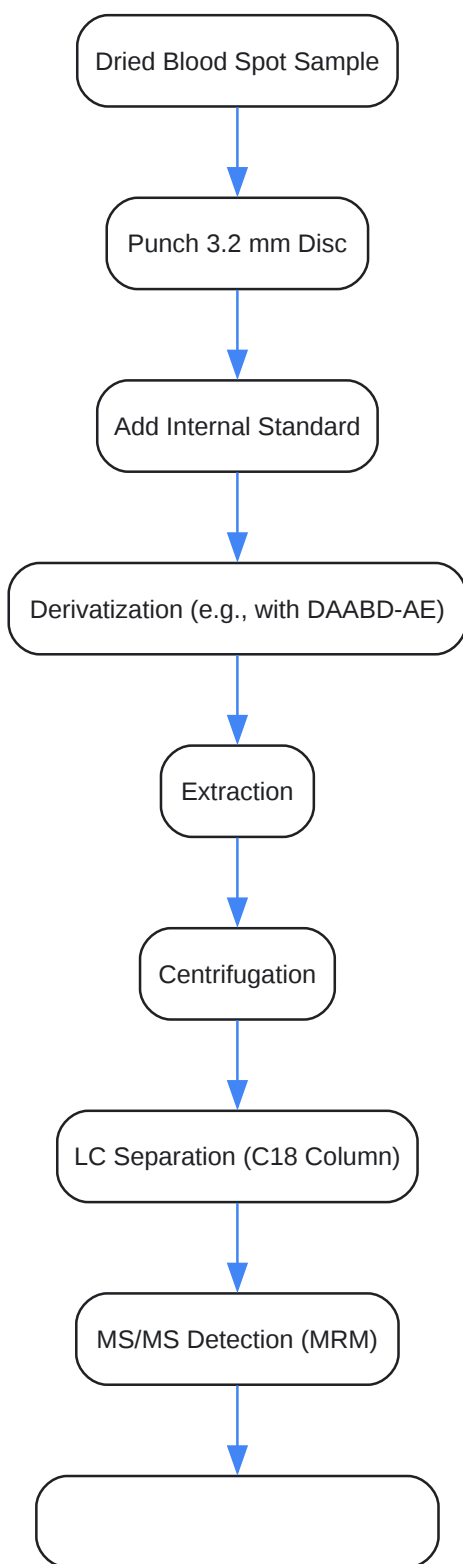 Dried Blood Spot Sample
Punch 3.2 mm Disc
Add Internal Standard
Derivatization (e.g., with DAABD-AE)
Extraction
Centrifugation
LC Separation (C18 Column)
MS/MS Detection (MRM)